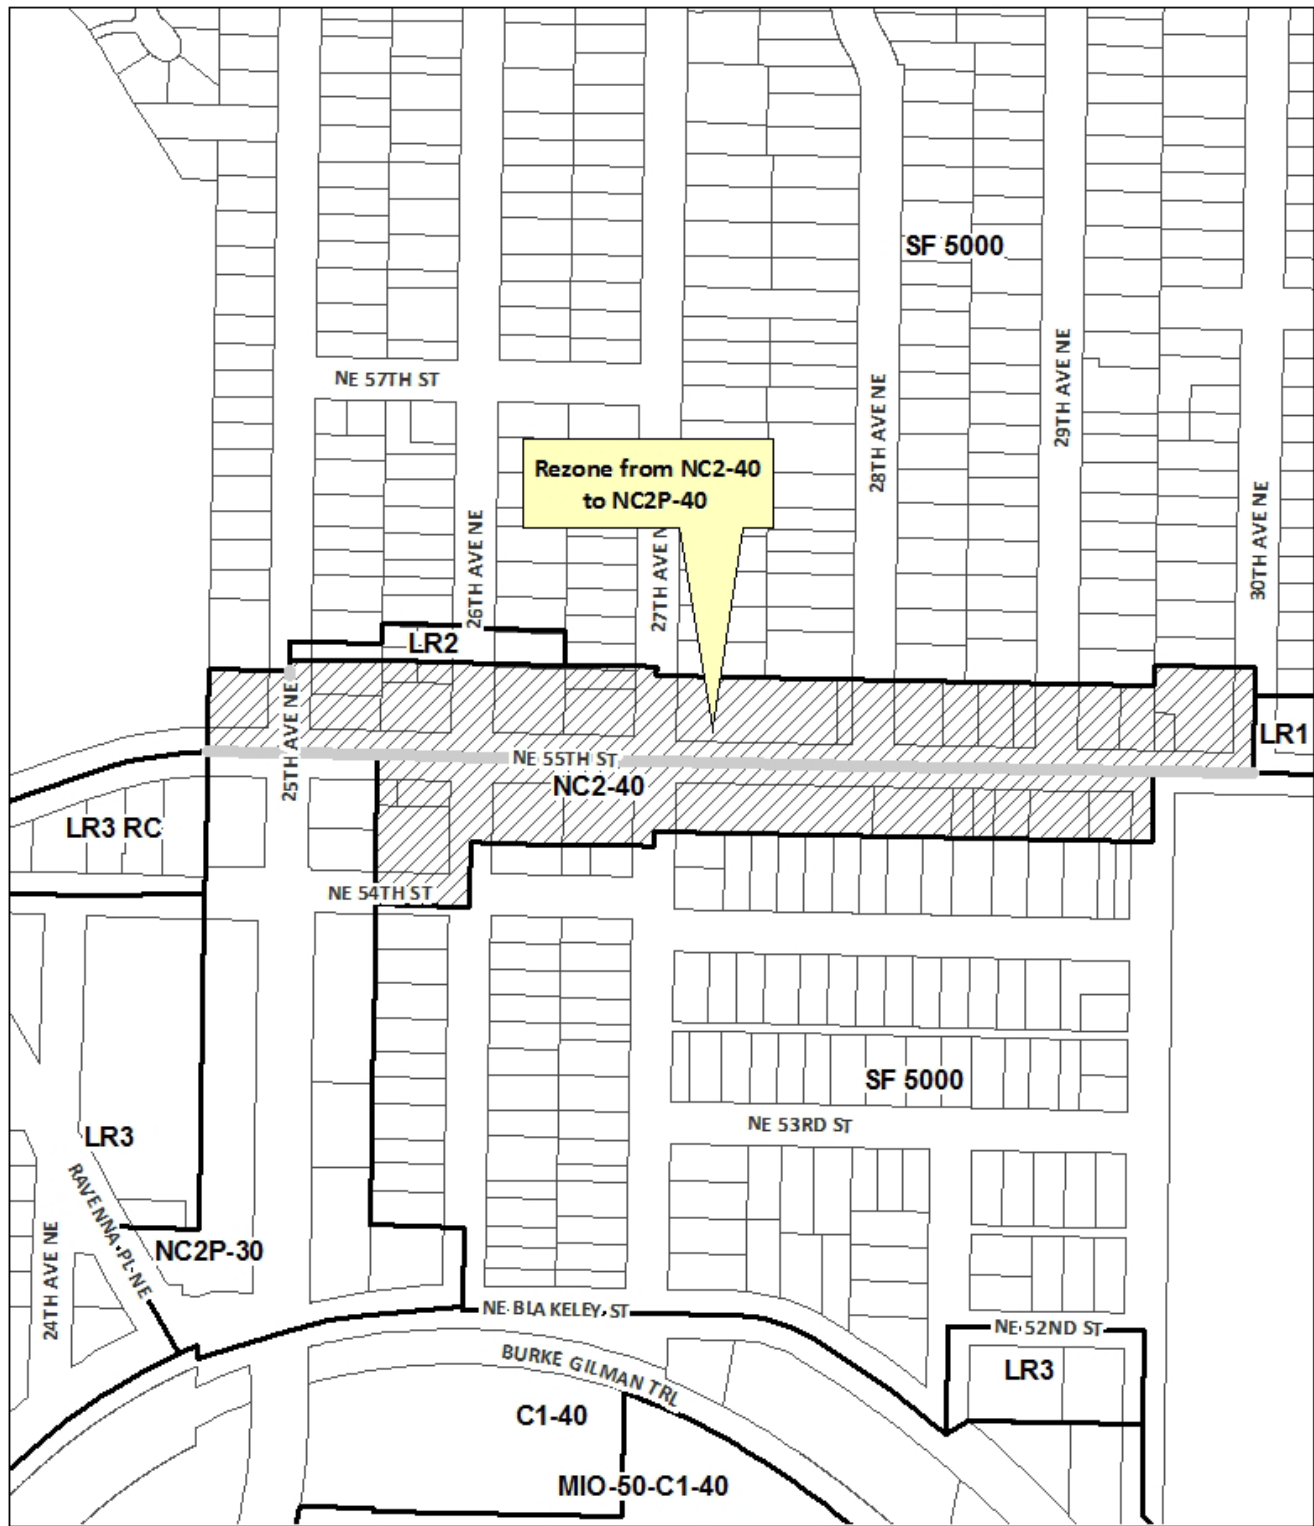 SF 5000
29TH AVE NE
NE 57TH ST
28TH AVE NE
Rezone from NC2-40
to NC2P-40
30TH AVE NE
26TH AVE NE
27TH AVE N
LR2
25TH AVE NE
LR1
NE 55TH ST
NC2-40
LR3 RC
NE 54TH ST
SF 5000
NE 53RD ST
LR3
RAVENNA PL NE
24TH AVE NE
NC2P-30
NE BLAKELEY ST
NE 52ND ST
BURKE GILMAN TRL
LR3
C1-40
MIO-50-C1-40